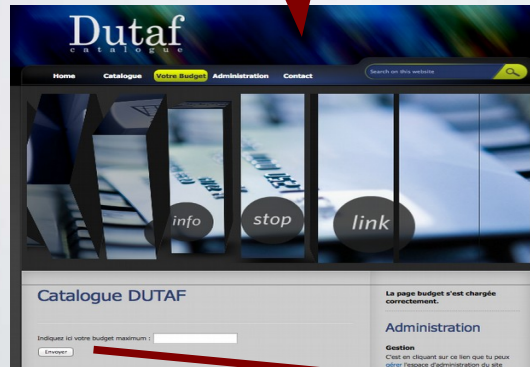 Dutaf
catalogue
Home Catalogue Votre Budget Administration Contact
Search on this website
info stop link
Catalogue DUTAF
Indiquez ici votre budget maximum :
Envoyer
La page budget s'est chargée
correctement.
Administration
Gestion
C'est en cliquant sur ce lien que tu peux
gérer l'espace d'administration du site